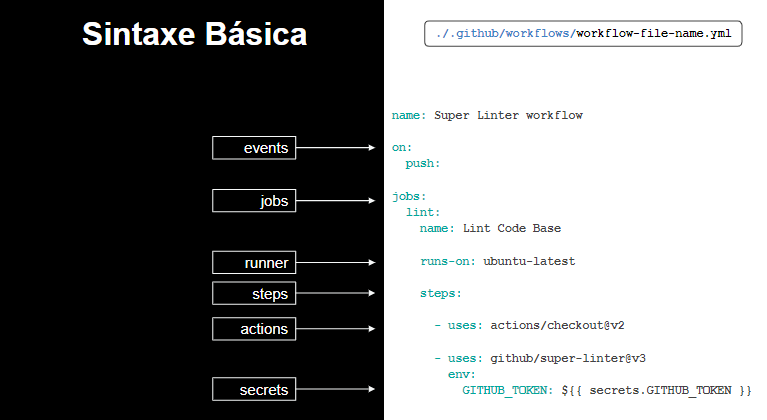 Sintaxe Básica
./.github/workflows/workflow-file-name.yml
name: Super Linter workflow
events
on:
push:
jobs
jobs:
lint:
name: Lint Code Base
runner
runs-on: ubuntu-latest
steps
steps:
actions
- uses: actions/checkout@v2
- uses: github/super-linter@v3
env:
secrets
GITHUB_TOKEN: ${{ secrets.GITHUB_TOKEN }}